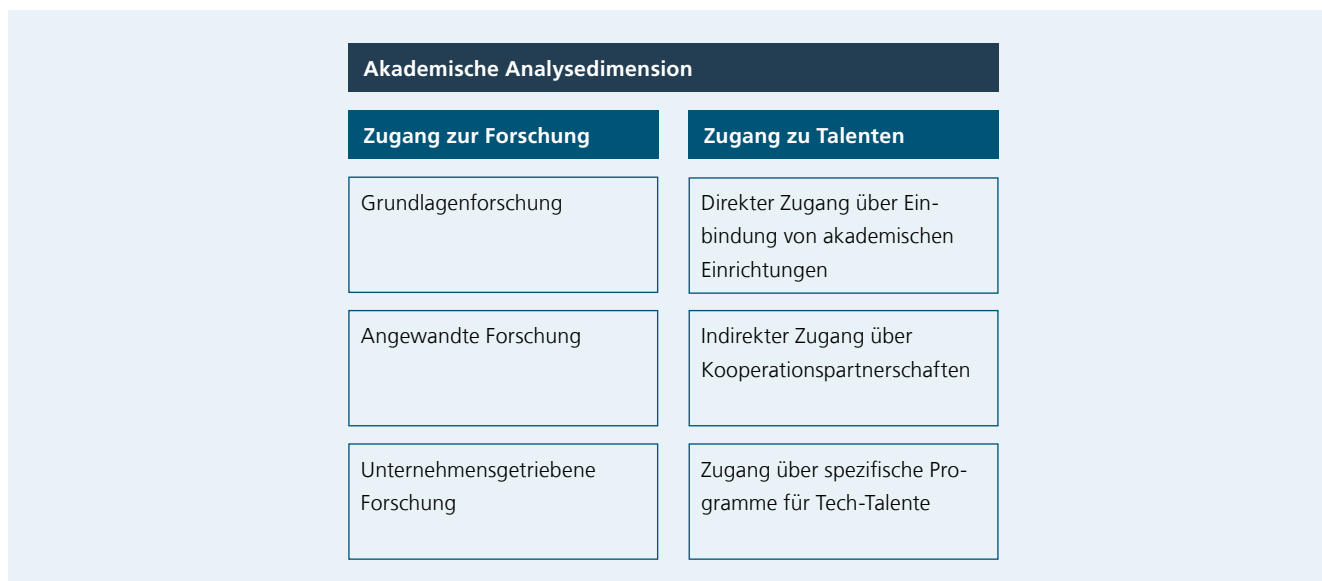 Akademische Analysedimension
Zugang zur Forschung
Grundlagenforschung
Angewandte Forschung
Unternehmensgetriebene
Forschung
Zugang zu Talenten
Direkter Zugang über Ein-
bindung von akademischen
Einrichtungen
Indirekter Zugang über
Kooperationspartnerschaften
Zugang über spezifische Pro-
gramme für Tech-Talente